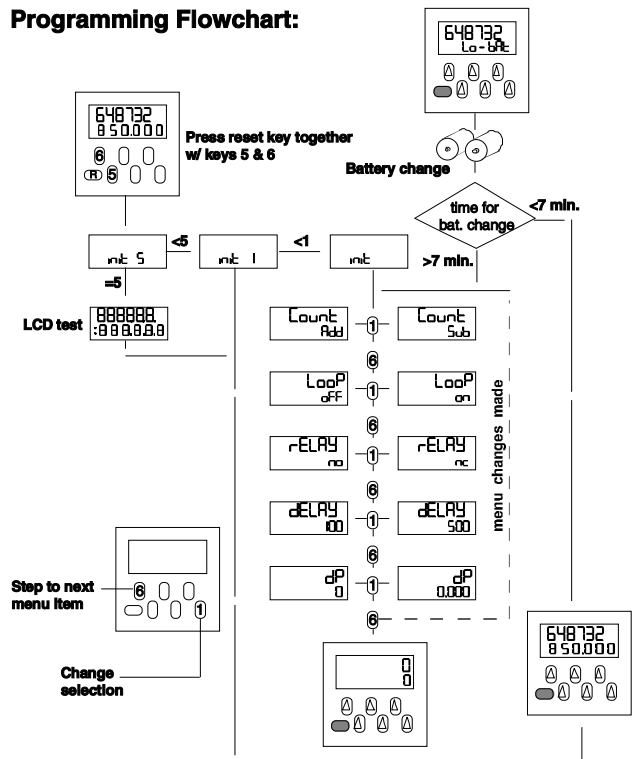 Programming Flowchart:
648732
Lo-bAt
648732
850.000
6
R 5
Press reset key together
w/ keys 5 & 6
Battery change
time for
bat. change
<7 min.
>7 min.
init 5
<5
init 1
<1
init
=5
LCD test
888888.
:888.8.8.8
Count
Add
1
Count
Sub
6
LooP
oFF
1
LooP
on
6
rELAY
no
1
rELAY
nc
6
dELAY
100
1
dELAY
500
6
dP
0
1
dP
0.000
6
menu changes made
Step to next
menu item
6
1
Change
selection
0
0
648732
850.000